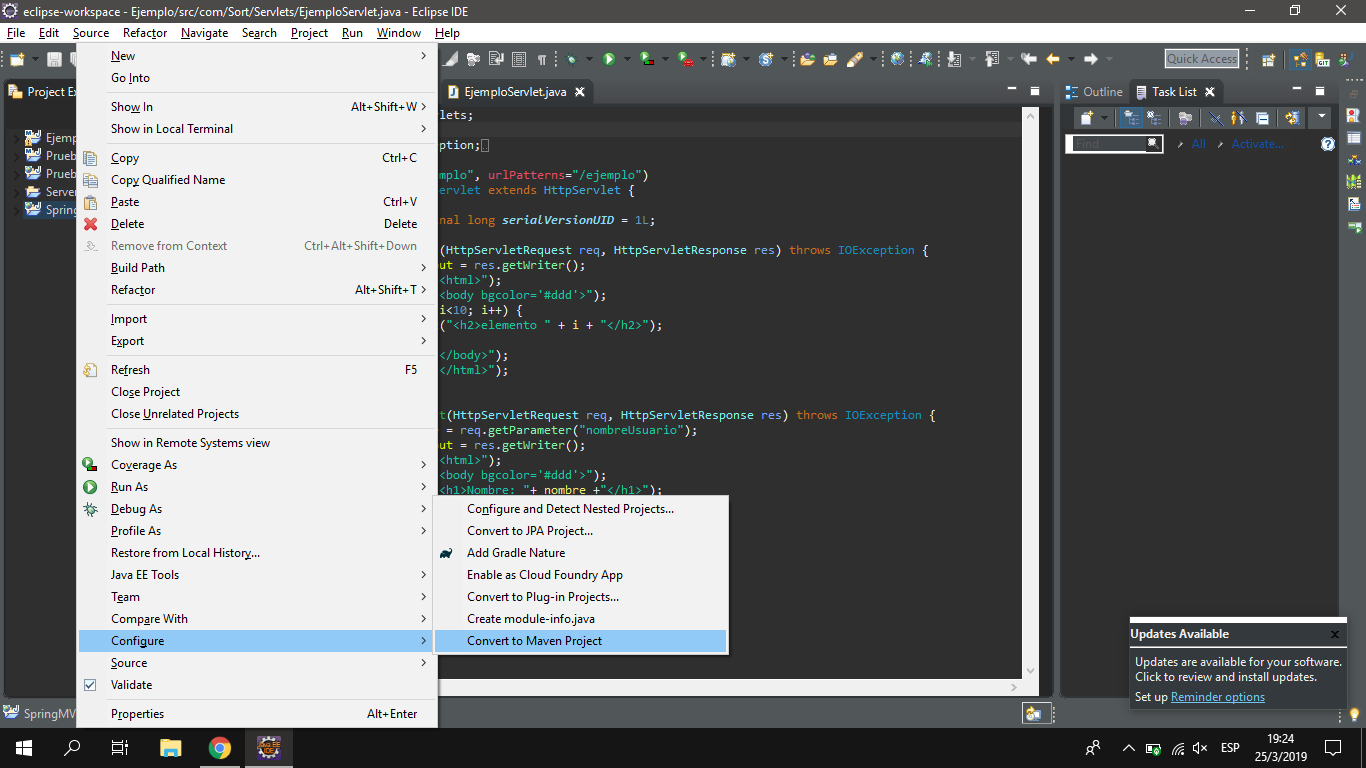 eclipse-workspace - Ejemplo/src/com/Sort/Servlets/EjemploServlet.java - Eclipse IDE
File Edit Source Refactor Navigate Search Project Run Window Help
Quick Access
Project Ex
Ejemp
Prueb
Prueb
Server
Spring
New
Go Into
Show In Alt+Shift+W
Show in Local Terminal
Copy Ctrl+C
Copy Qualified Name
Paste Ctrl+V
Delete Delete
Remove from Context Ctrl+Alt+Shift+Down
Build Path
Refactor Alt+Shift+T
Import
Export
Refresh F5
Close Project
Close Unrelated Projects
Show in Remote Systems view
Coverage As
Run As
Debug As
Profile As
Restore from Local History...
Java EE Tools
Team
Compare With
Configure
Source
Validate
Properties Alt+Enter
Configure and Detect Nested Projects...
Convert to JPA Project...
Add Gradle Nature
Enable as Cloud Foundry App
Convert to Plug-in Projects...
Create module-info.java
Convert to Maven Project
EjemploServlet.java
lets;
ption;
mplo", urlPatterns="/ejemplo")
ervlet extends HttpServlet {
nal long serialVersionUID = 1L;
(HttpServletRequest req, HttpServletResponse res) throws IOException {
ut = res.getWriter();
<html>");
<body bgcolor='#ddd'>");
i<10; i++) {
("<h2>elemento " + i + "</h2>");
</body>");
</html>");
t(HttpServletRequest req, HttpServletResponse res) throws IOException {
= req.getParameter("nombreUsuario");
ut = res.getWriter();
<html>");
<body bgcolor='#ddd'>");
<h1>Nombre: "+ nombre +"</h1>");
Outline Task List
Find All Activate...
Updates Available
Updates are available for your software.
Click to review and install updates.
Set up Reminder options
SpringMV
ESP
19:24
25/3/2019